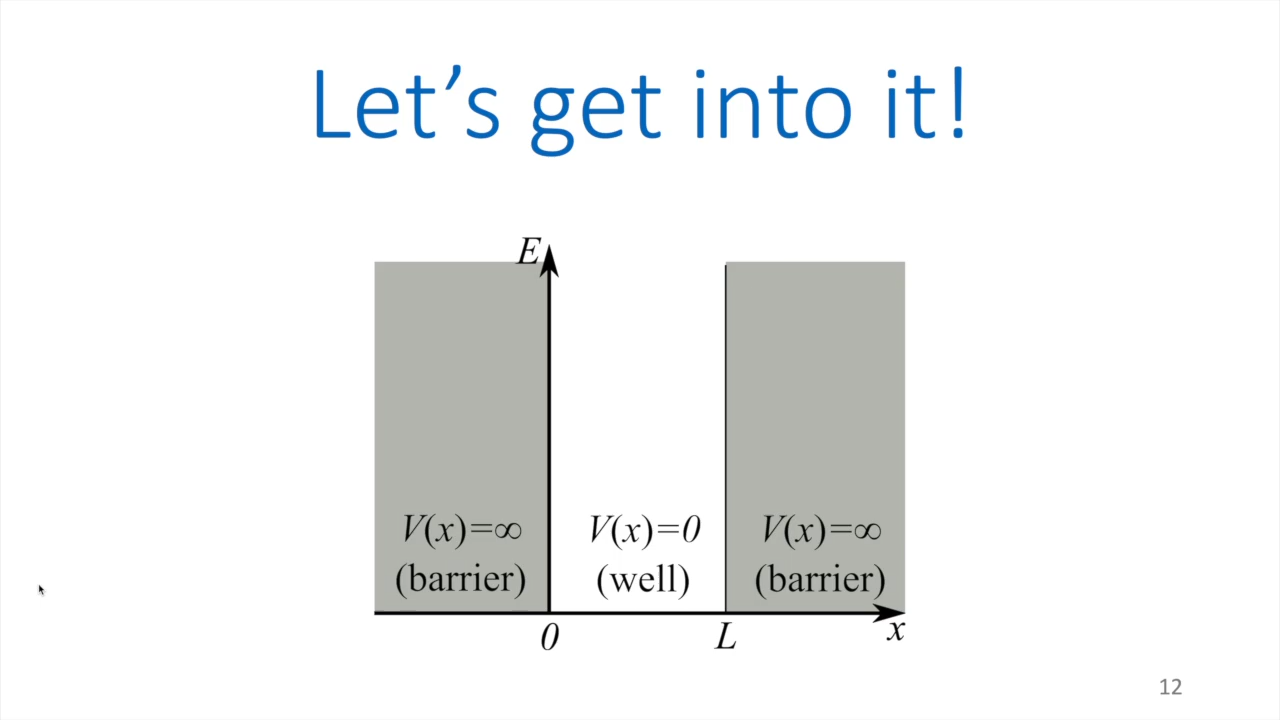 Let's get into it!
E
V(x)=∞ V(x)=0 V(x)=∞
(barrier) (well) (barrier)
0 L x
12